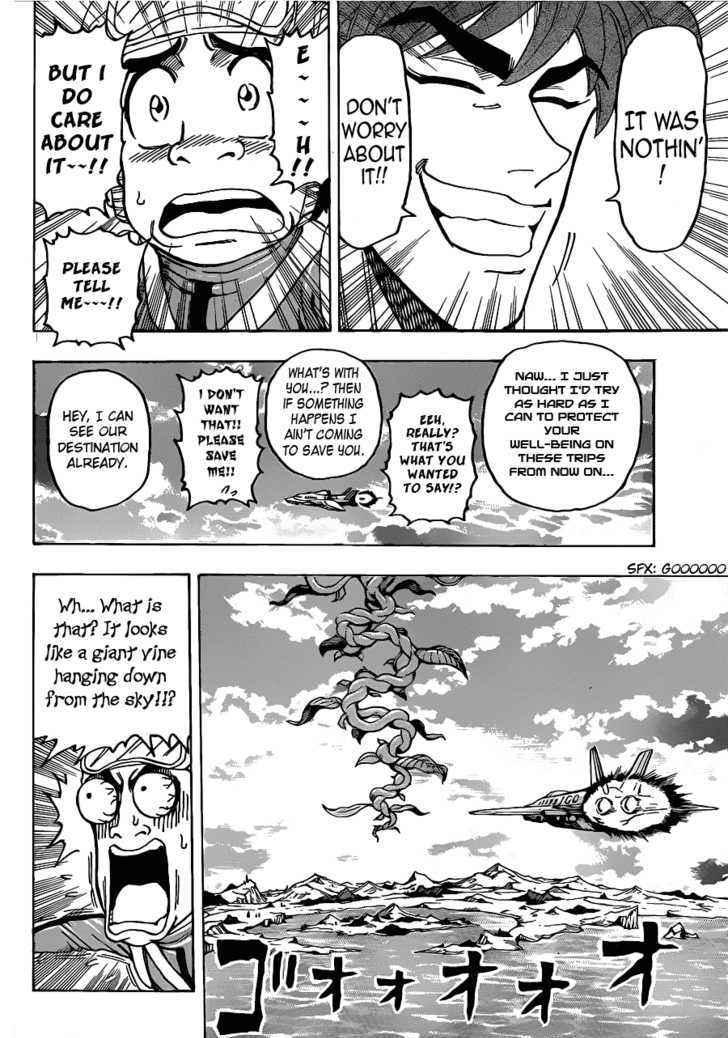 IT WAS
NOTHIN'
!
DON'T
WORRY
ABOUT
IT!!
E~~~H!!
BUT I
DO
CARE
ABOUT
IT~~!!
PLEASE
TELL
ME~~~!!
NAW... I JUST
THOUGHT I'D TRY
AS HARD AS I
CAN TO PROTECT
YOUR
WELL-BEING ON
THESE TRIPS
FROM NOW ON...
EEH,
REALLY?
THAT'S
WHAT YOU
WANTED
TO SAY!?
WHAT'S WITH
YOU...? THEN
IF SOMETHING
HAPPENS I
AIN'T COMING
TO SAVE YOU.
I DON'T
WANT
THAT!!
PLEASE
SAVE
ME!!
HEY, I CAN
SEE OUR
DESTINATION
ALREADY.
SFX: GOOOOOO
ゴォォォォォ
Wh... What is
that? It looks
like a giant vine
hanging down
from the sky!!?